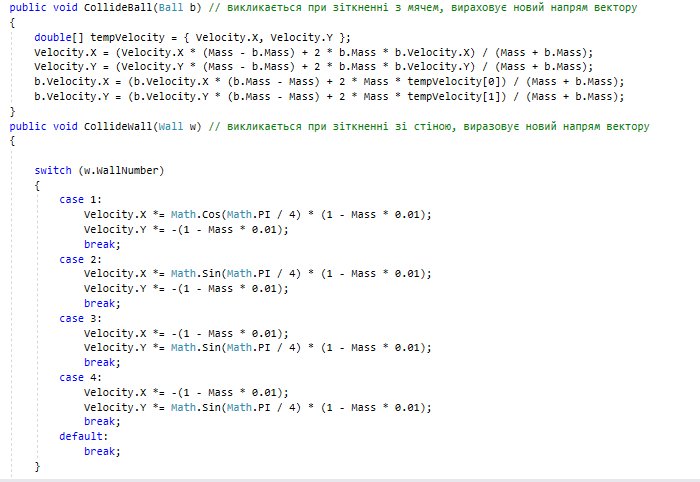 public void CollideBall(Ball b) // викликається при зіткненні з мячем, вираховує новий напрям вектору
{
double[] tempVelocity = { Velocity.X, Velocity.Y };
Velocity.X = (Velocity.X * (Mass - b.Mass) + 2 * b.Mass * b.Velocity.X) / (Mass + b.Mass);
Velocity.Y = (Velocity.Y * (Mass - b.Mass) + 2 * b.Mass * b.Velocity.Y) / (Mass + b.Mass);
b.Velocity.X = (b.Velocity.X * (b.Mass - Mass) + 2 * Mass * tempVelocity[0]) / (Mass + b.Mass);
b.Velocity.Y = (b.Velocity.Y * (b.Mass - Mass) + 2 * Mass * tempVelocity[1]) / (Mass + b.Mass);
}
public void CollideWall(Wall w) // викликається при зіткненні зі стіною, виразовує новий напрям вектору
{
switch (w.WallNumber)
{
case 1:
Velocity.X *= Math.Cos(Math.PI / 4) * (1 - Mass * 0.01);
Velocity.Y *= -(1 - Mass * 0.01);
break;
case 2:
Velocity.X *= Math.Sin(Math.PI / 4) * (1 - Mass * 0.01);
Velocity.Y *= -(1 - Mass * 0.01);
break;
case 3:
Velocity.X *= -(1 - Mass * 0.01);
Velocity.Y *= Math.Sin(Math.PI / 4) * (1 - Mass * 0.01);
break;
case 4:
Velocity.X *= -(1 - Mass * 0.01);
Velocity.Y *= Math.Sin(Math.PI / 4) * (1 - Mass * 0.01);
break;
default:
break;
}